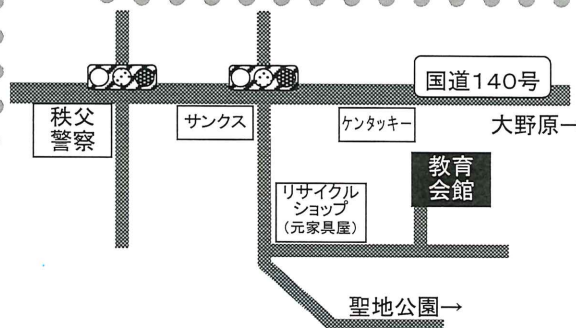 国道140号
秩父
警察
サンクス
ケンタッキー
大野原→
教育
会館
リサイクル
ショップ
(元家具屋)
聖地公園→